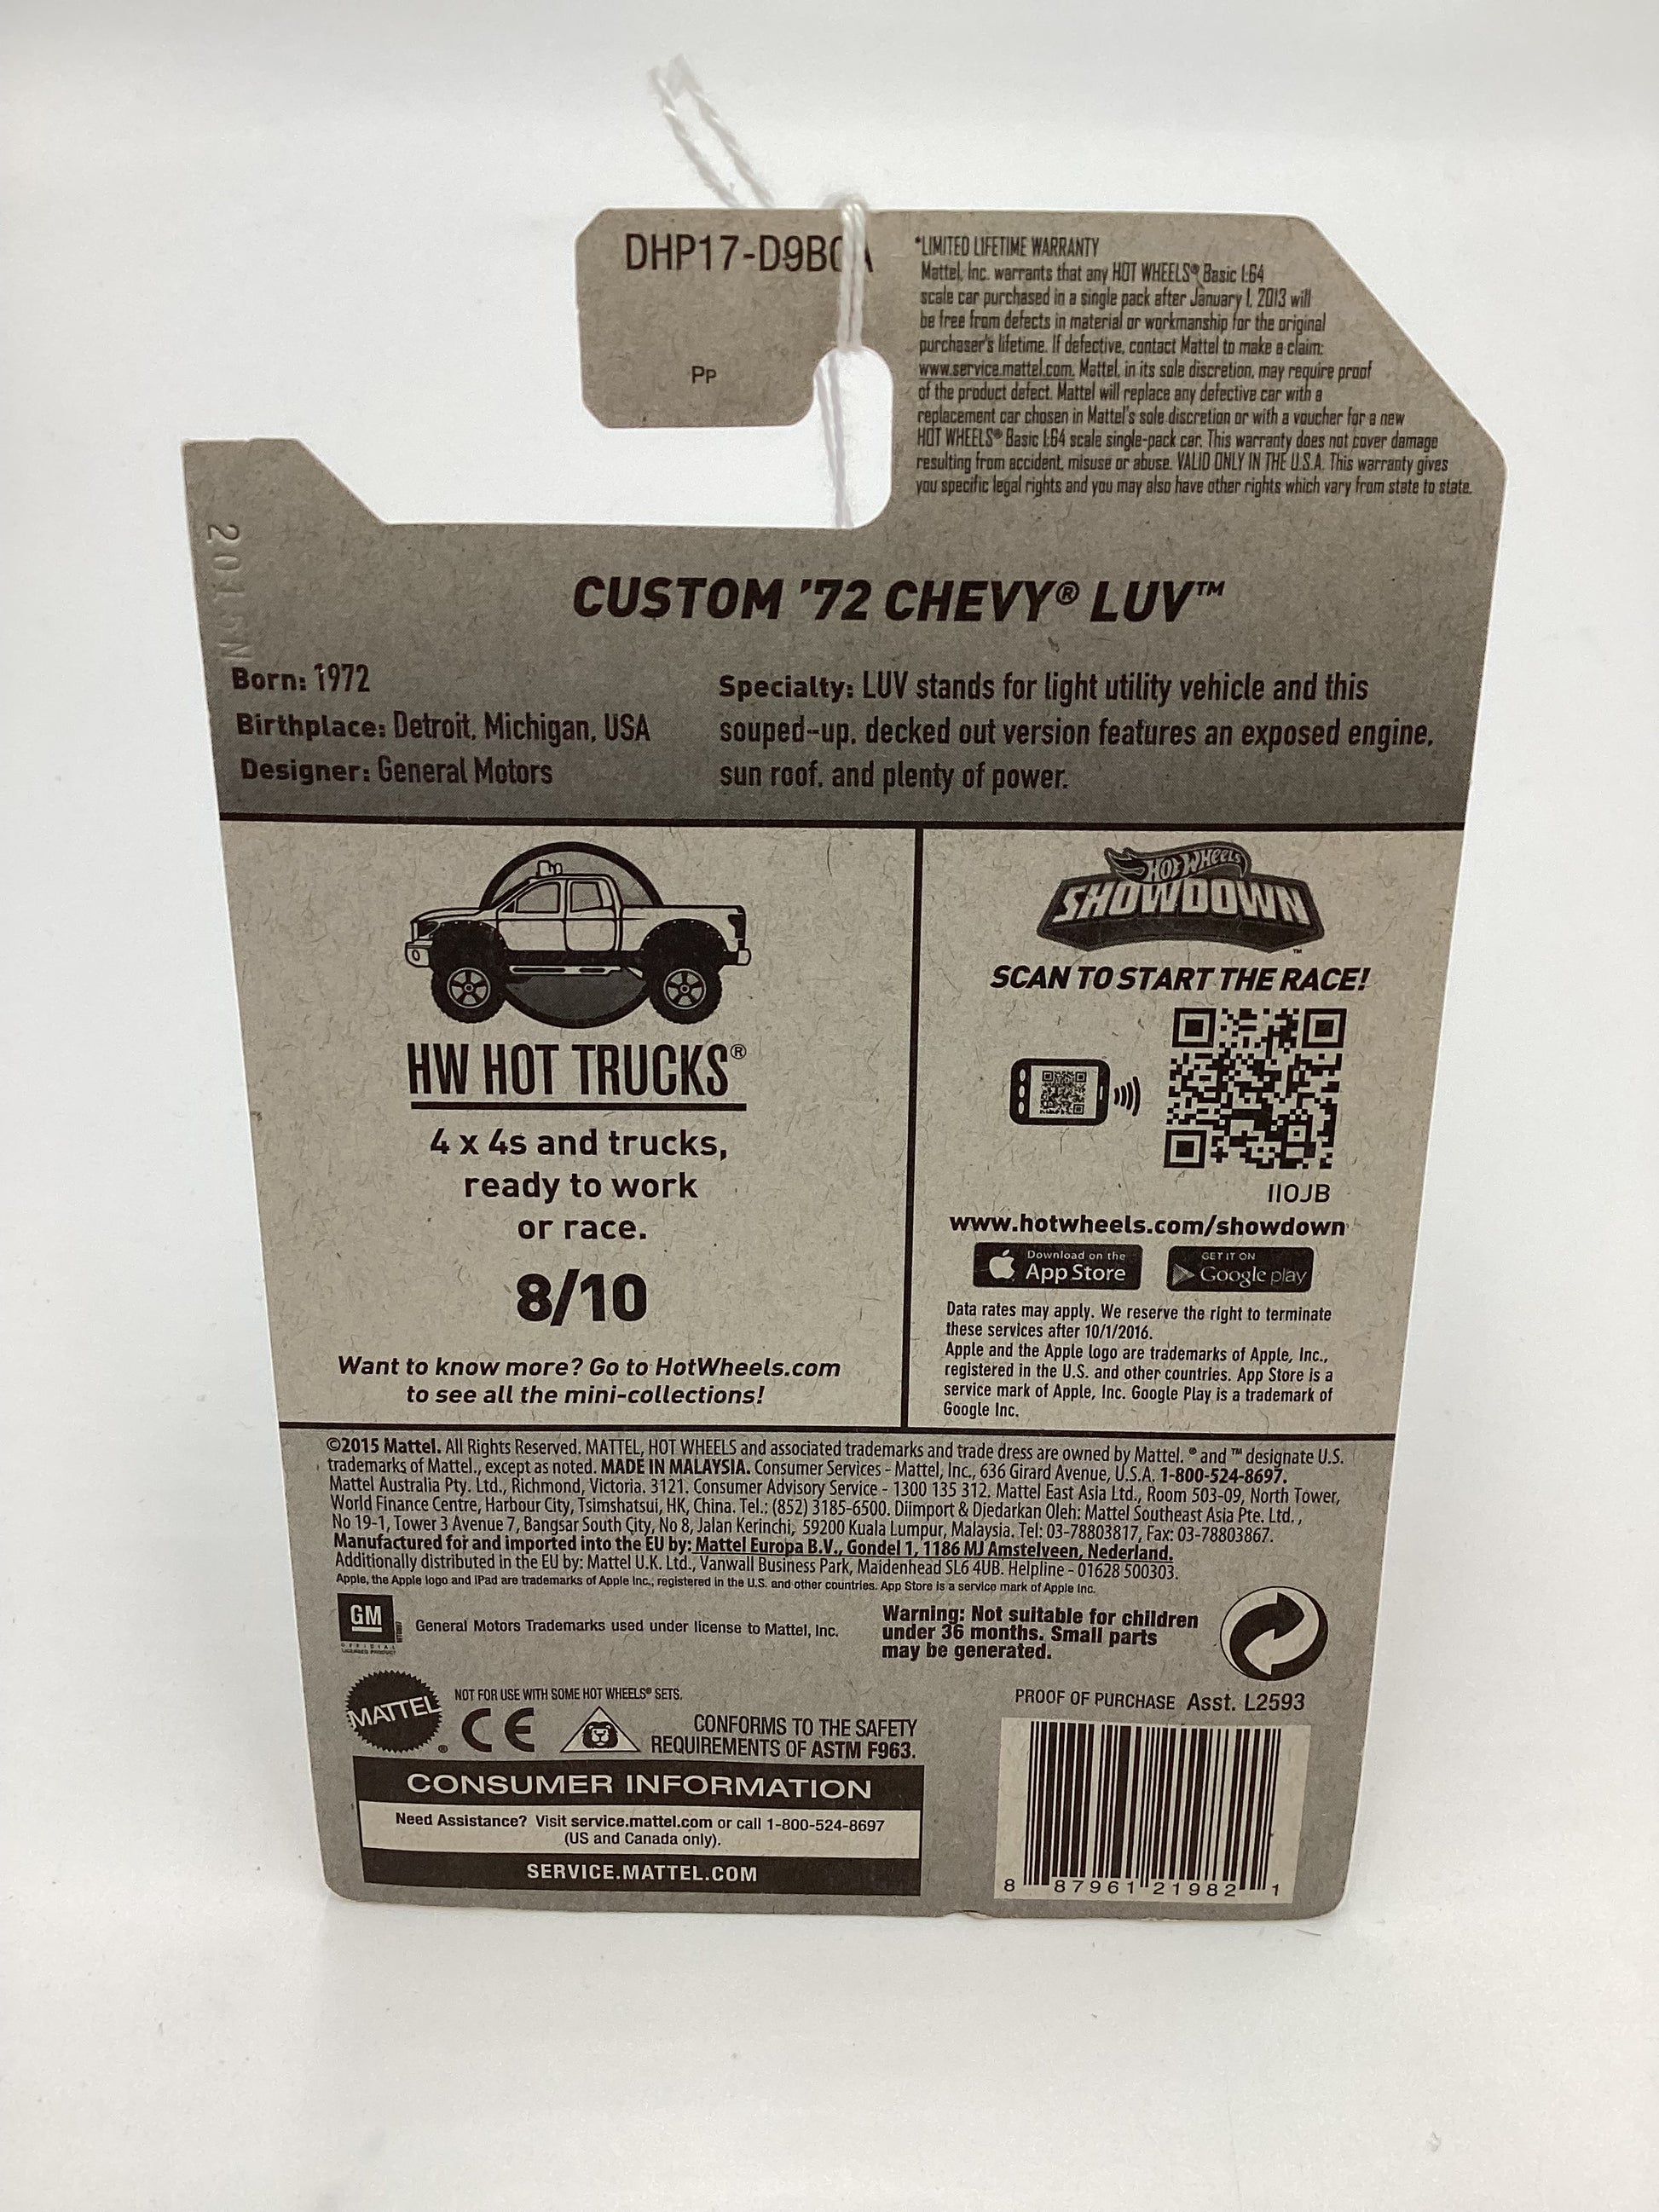 DHP17-D9B0A
Pp
*LIMITED LIFETIME WARRANTY
Mattel, Inc. warrants that any HOT WHEELS® Basic 1:64
scale car purchased in a single pack after January 1, 2013 will
be free from defects in material or workmanship for the original
purchaser's lifetime. If defective, contact Mattel to make a claim:
www.service.mattel.com. Mattel, in its sole discretion, may require proof
of the product defect. Mattel will replace any defective car with a
replacement car chosen in Mattel's sole discretion or with a voucher for a new
HOT WHEELS® Basic 1:64 scale single-pack car. This warranty does not cover damage
resulting from accident, misuse or abuse. VALID ONLY IN THE U.S.A. This warranty gives
you specific legal rights and you may also have other rights which vary from state to state.
2015N
CUSTOM '72 CHEVY® LUV™
Born: 1972
Birthplace: Detroit, Michigan, USA
Designer: General Motors
Specialty: LUV stands for light utility vehicle and this
souped-up, decked out version features an exposed engine,
sun roof, and plenty of power.
HW HOT TRUCKS®
4 x 4s and trucks,
ready to work
or race.
8/10
Want to know more? Go to HotWheels.com
to see all the mini-collections!
HOT WHEELS
SHOWDOWN™
SCAN TO START THE RACE!
IIOJB
www.hotwheels.com/showdown
Download on the
App Store
GET IT ON
Google play
Data rates may apply. We reserve the right to terminate
these services after 10/1/2016.
Apple and the Apple logo are trademarks of Apple, Inc.,
registered in the U.S. and other countries. App Store is a
service mark of Apple, Inc. Google Play is a trademark of
Google Inc.
©2015 Mattel. All Rights Reserved. MATTEL, HOT WHEELS and associated trademarks and trade dress are owned by Mattel. ® and ™ designate U.S.
trademarks of Mattel., except as noted. MADE IN MALAYSIA. Consumer Services - Mattel, Inc., 636 Girard Avenue, U.S.A. 1-800-524-8697.
Mattel Australia Pty. Ltd., Richmond, Victoria. 3121. Consumer Advisory Service - 1300 135 312. Mattel East Asia Ltd., Room 503-09, North Tower,
World Finance Centre, Harbour City, Tsimshatsui, HK, China. Tel.: (852) 3185-6500. Diimport & Diedarkan Oleh: Mattel Southeast Asia Pte. Ltd.,
No 19-1, Tower 3 Avenue 7, Bangsar South City, No 8, Jalan Kerinchi, 59200 Kuala Lumpur, Malaysia. Tel: 03-78803817, Fax: 03-78803867.
Manufactured for and imported into the EU by: Mattel Europa B.V., Gondel 1, 1186 MJ Amstelveen, Nederland.
Additionally distributed in the EU by: Mattel U.K. Ltd., Vanwall Business Park, Maidenhead SL6 4UB. Helpline - 01628 500303.
Apple, the Apple logo and iPad are trademarks of Apple Inc., registered in the U.S. and other countries. App Store is a service mark of Apple Inc.
GM
OFFICIAL
LICENSED PRODUCT
General Motors Trademarks used under license to Mattel, Inc.
Warning: Not suitable for children
under 36 months. Small parts
may be generated.
MATTEL®
NOT FOR USE WITH SOME HOT WHEELS® SETS.
CE
CONFORMS TO THE SAFETY
REQUIREMENTS OF ASTM F963.
PROOF OF PURCHASE Asst. L2593
CONSUMER INFORMATION
Need Assistance? Visit service.mattel.com or call 1-800-524-8697
(US and Canada only).
SERVICE.MATTEL.COM
8 87961 21982 1